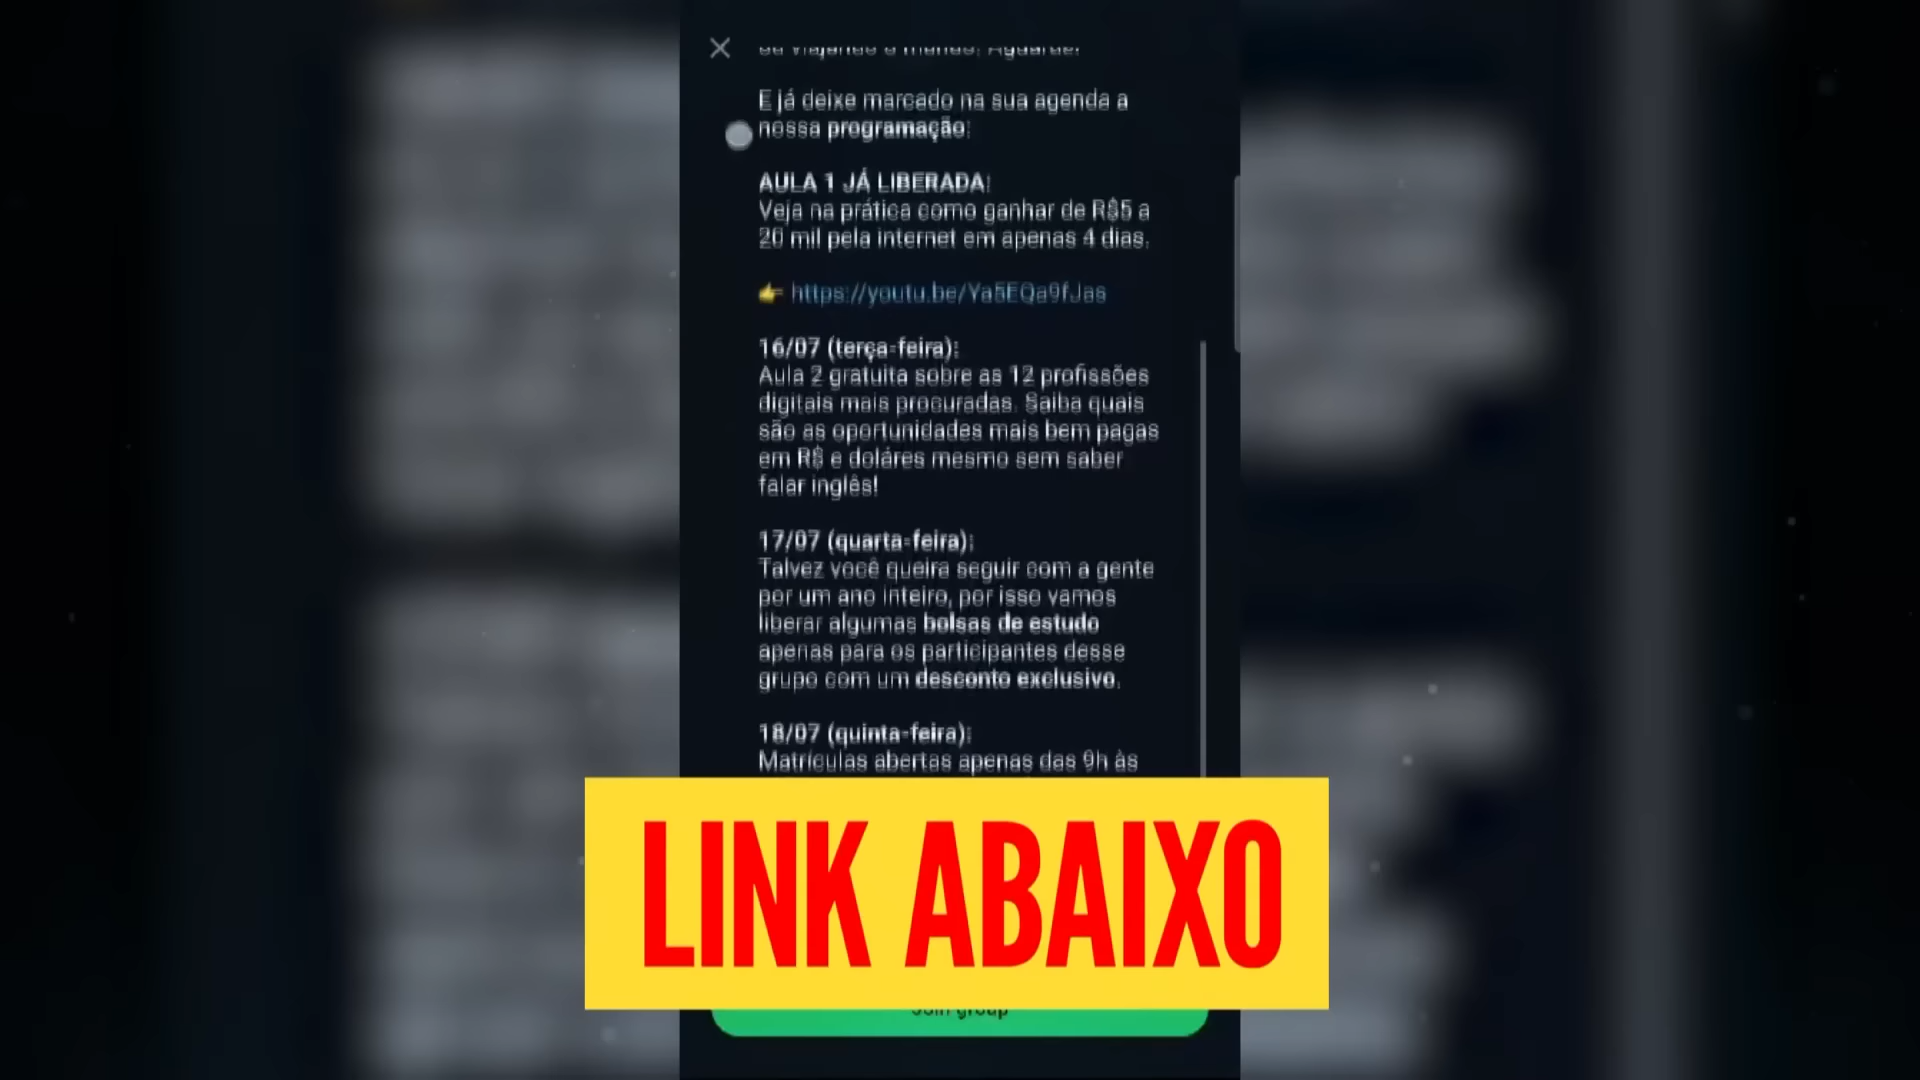 E já deixe marcado na sua agenda a
nossa programação:
AULA 1 JÁ LIBERADA:
Veja na prática como ganhar de R$5 a
20 mil pela internet em apenas 4 dias.
👉 https://youtu.be/Ya5EQa9fJas
16/07 (terça-feira):
Aula 2 gratuita sobre as 12 profissões
digitais mais procuradas. Saiba quais
são as oportunidades mais bem pagas
em R$ e doláres mesmo sem saber
falar inglês!
17/07 (quarta-feira):
Talvez você queira seguir com a gente
por um ano inteiro, por isso vamos
liberar algumas bolsas de estudo
apenas para os participantes desse
grupo com um desconto exclusivo.
18/07 (quinta-feira):
Matrículas abertas apenas das 9h às
LINK ABAIXO
Join group